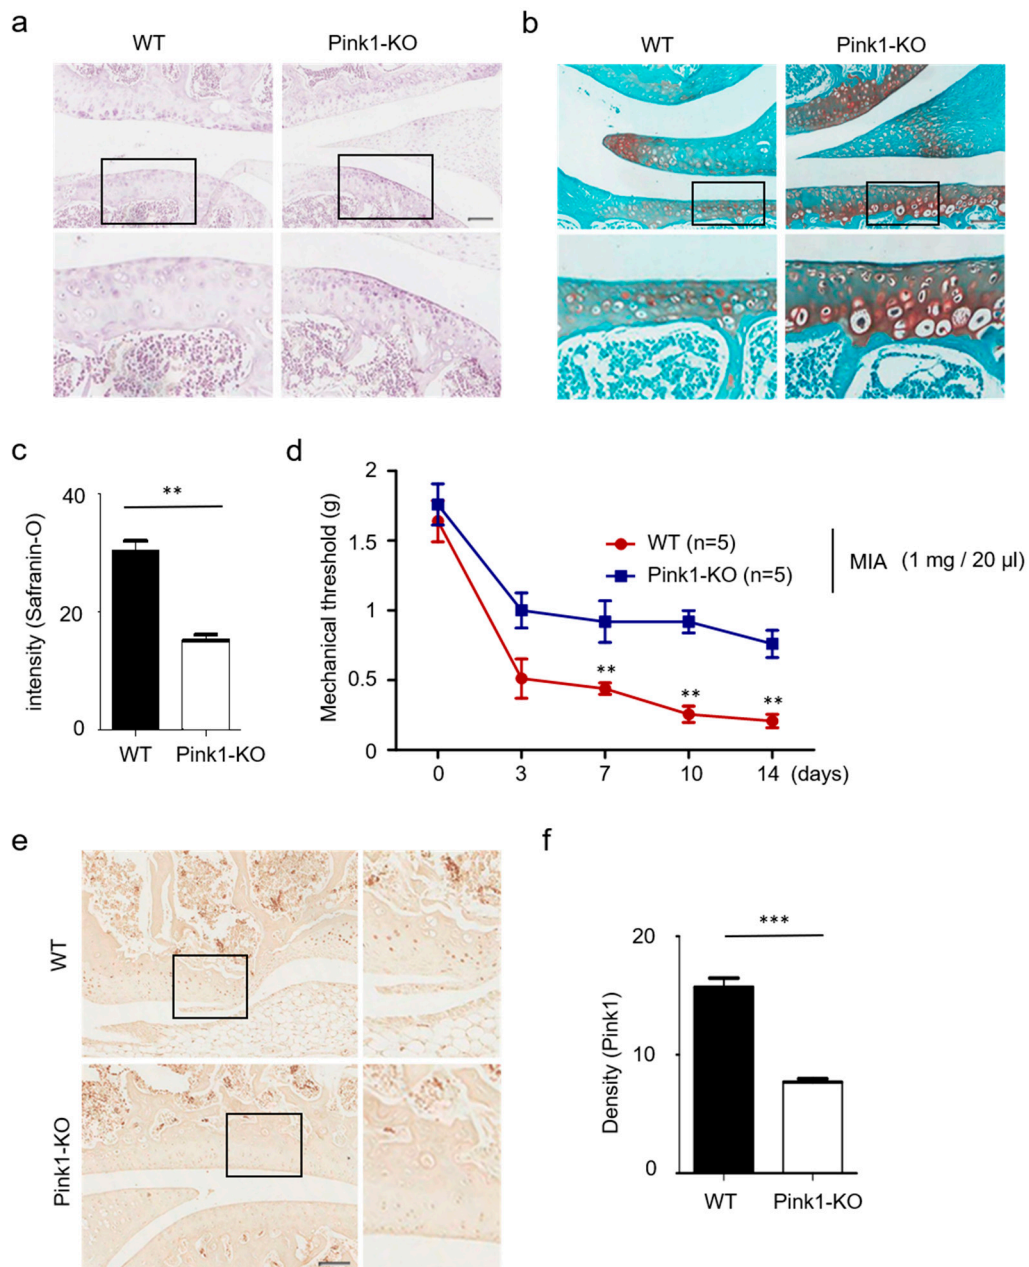 a
WT Pink1-KO
b
WT Pink1-KO
c
intensity (Safranin-O)
40
20
0
**
WT Pink1-KO
d
Mechanical threshold (g)
2
1.5
1
0.5
0
WT (n=5)
Pink1-KO (n=5)
MIA (1 mg / 20 µl)
** ** **
0 3 7 10 14 (days)
e
WT
Pink1-KO
f
Density (Pink1)
20
10
0
***
WT Pink1-KO